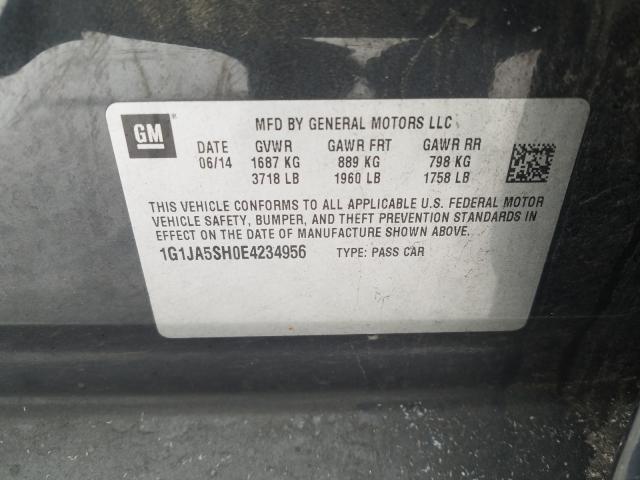 GM
MFD BY GENERAL MOTORS LLC
DATE GVWR GAWR FRT GAWR RR
06/14 1687 KG 889 KG 798 KG
3718 LB 1960 LB 1758 LB
THIS VEHICLE CONFORMS TO ALL APPLICABLE U.S. FEDERAL MOTOR
VEHICLE SAFETY, BUMPER, AND THEFT PREVENTION STANDARDS IN
EFFECT ON THE DATE OF MANUFACTURE SHOWN ABOVE.
1G1JA5SH0E4234956 TYPE: PASS CAR